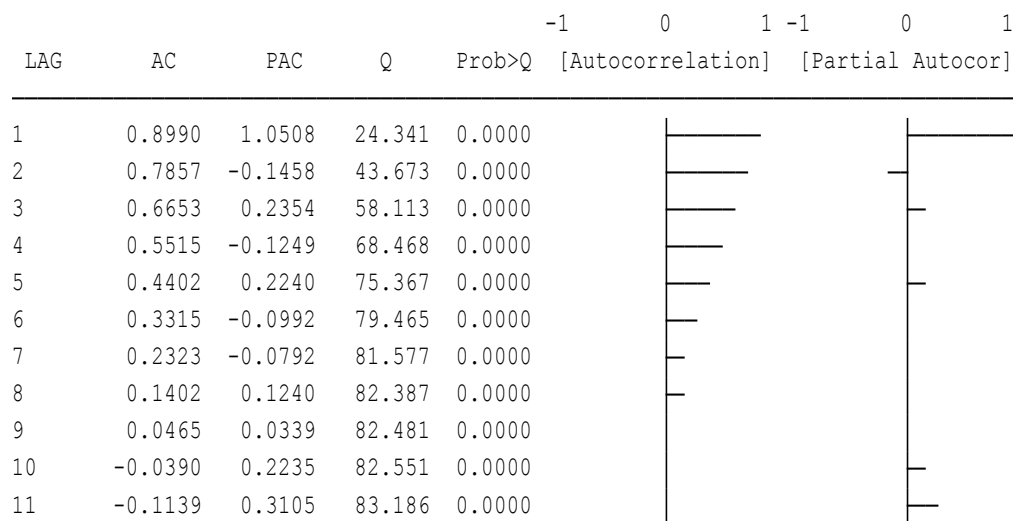 -1 0 1 -1 0 1
LAG AC PAC Q Prob>Q [Autocorrelation] [Partial Autocor]
1 0.8990 1.0508 24.341 0.0000
2 0.7857 -0.1458 43.673 0.0000
3 0.6653 0.2354 58.113 0.0000
4 0.5515 -0.1249 68.468 0.0000
5 0.4402 0.2240 75.367 0.0000
6 0.3315 -0.0992 79.465 0.0000
7 0.2323 -0.0792 81.577 0.0000
8 0.1402 0.1240 82.387 0.0000
9 0.0465 0.0339 82.481 0.0000
10 -0.0390 0.2235 82.551 0.0000
11 -0.1139 0.3105 83.186 0.0000